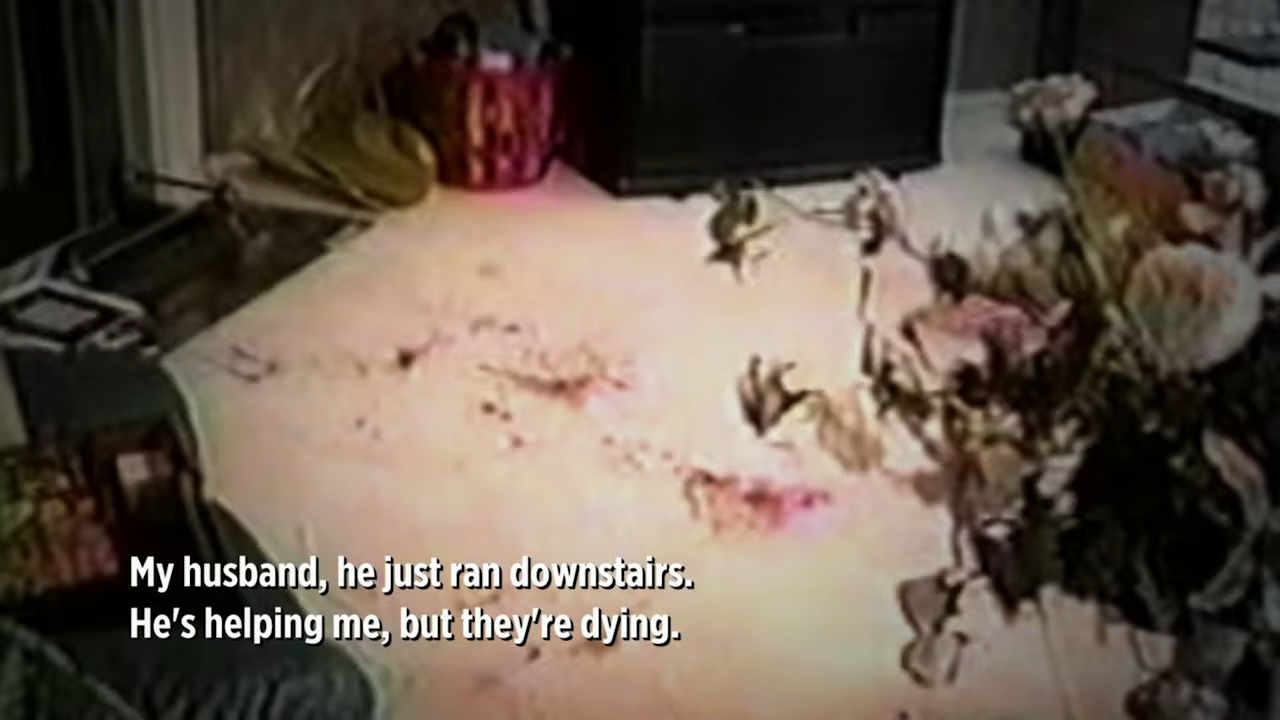 My husband, he just ran downstairs.
He's helping me, but they're dying.